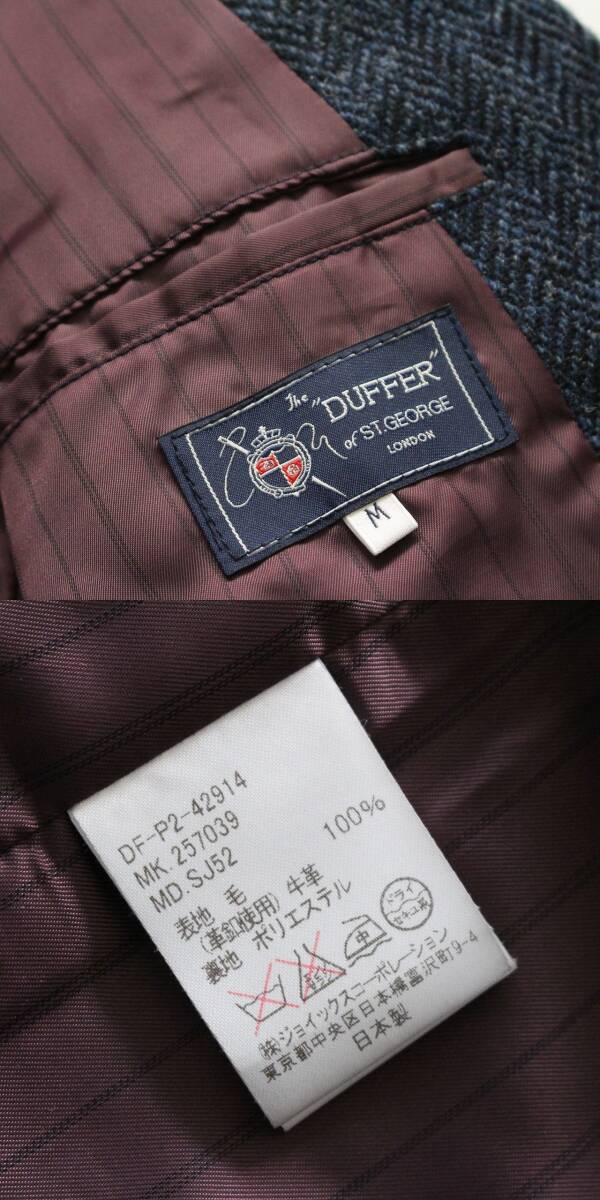 The "DUFFER"
of ST.GEORGE
LONDON
M
DF-P2-42914
MK.257039
MD.SJ52
表地 毛 100%
(革釦使用) 牛革
裏地 ポリエステル
ドライ
セキユ系
中
(株)ジョイックスコーポレーション
東京都中央区日本橋富沢町9-4
日本製